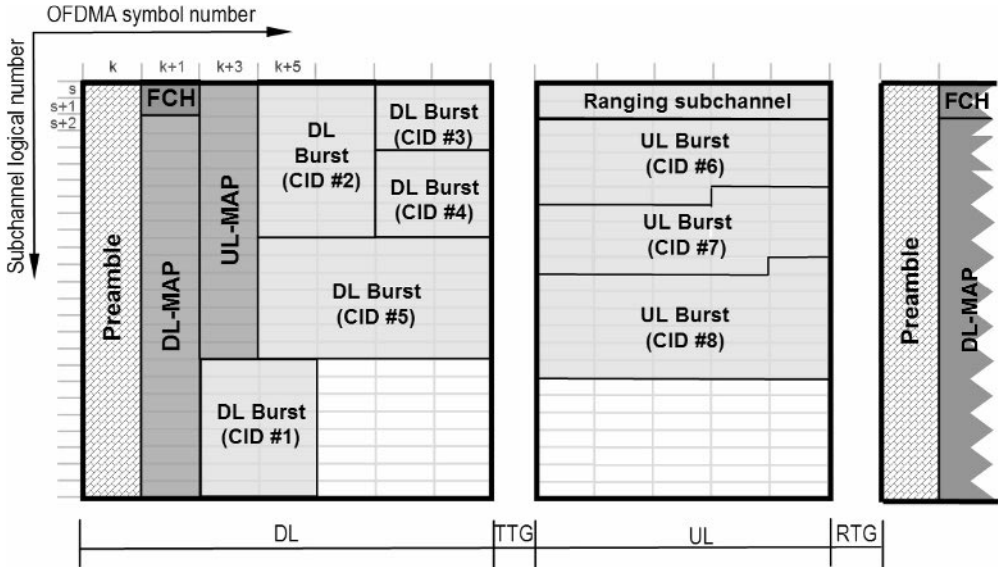 OFDMA symbol number
Subchannel logical number
k
k+1
k+3
k+5
s
s+1
s+2
Preamble
FCH
DL-MAP
UL-MAP
DL
Burst
(CID #2)
DL Burst
(CID #3)
DL Burst
(CID #4)
DL Burst
(CID #5)
DL Burst
(CID #1)
Ranging subchannel
UL Burst
(CID #6)
UL Burst
(CID #7)
UL Burst
(CID #8)
Preamble
FCH
DL-MAP
DL
TTG
UL
RTG